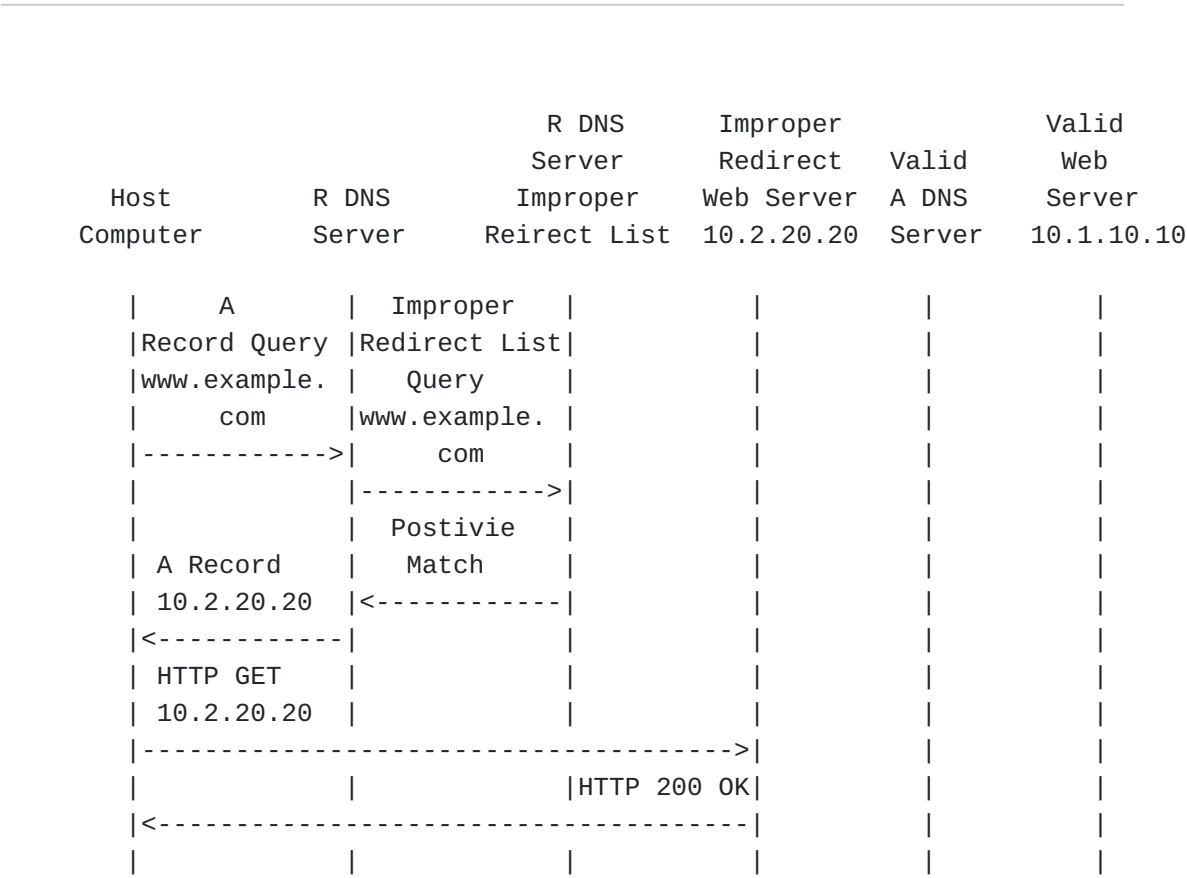 R DNS      Improper             Valid
                                  Server      Redirect   Valid      Web
       Host         R DNS       Improper    Web Server  A DNS     Server
     Computer       Server     Reirect List  10.2.20.20  Server   10.1.10.10

        |     A       |  Improper   |           |          |          |
        |Record Query |Redirect List|           |          |          |
        |www.example. |   Query     |           |          |          |
        |     com     |www.example. |           |          |          |
        |------------>|     com     |           |          |          |
        |             |------------>|           |          |          |
        |             |  Postivie   |           |          |          |
        | A Record    |   Match     |           |          |          |
        | 10.2.20.20  |<------------|           |          |          |
        |<------------|             |           |          |          |
        | HTTP GET    |             |           |          |          |
        | 10.2.20.20  |             |           |          |          |
        |-------------------------------------->|          |          |
        |             |             |HTTP 200 OK|          |          |
        |<--------------------------------------|          |          |
        |             |             |           |          |          |